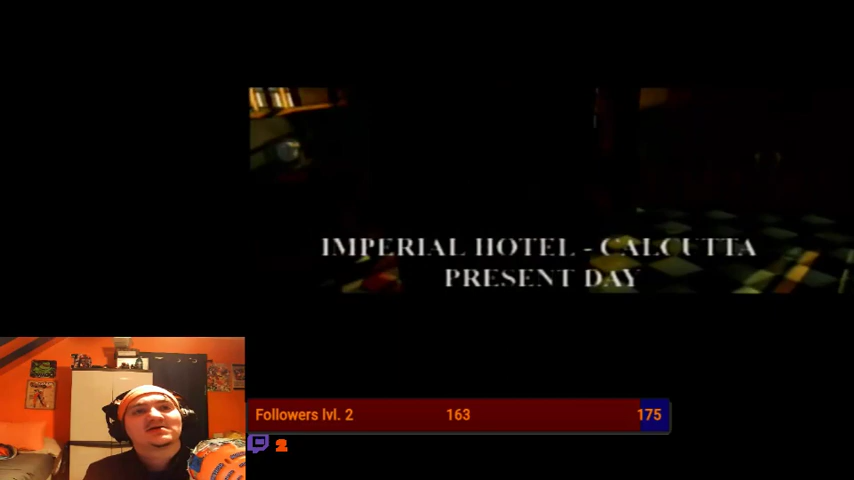 IMPERIAL HOTEL - CALCUTTA
PRESENT DAY
Followers lvl. 2 163 175
2